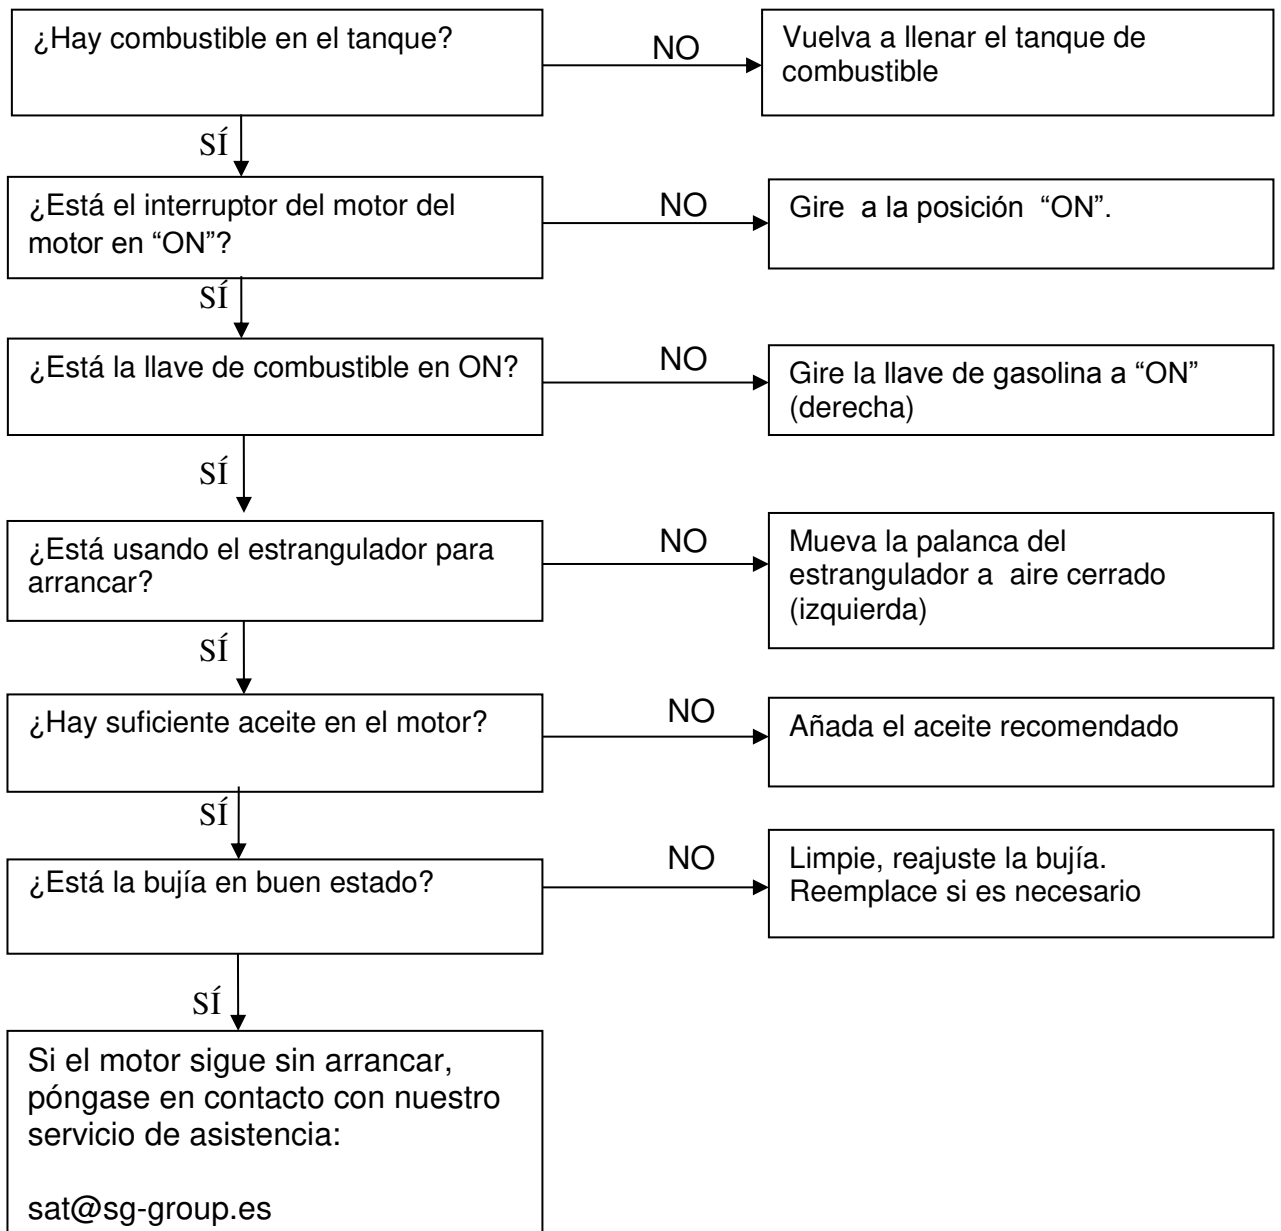 ¿Hay combustible en el tanque?
NO
Vuelva a llenar el tanque de
combustible
SÍ
¿Está el interruptor del motor del
motor en “ON”?
NO
Gire a la posición “ON”.
SÍ
¿Está la llave de combustible en ON?
NO
Gire la llave de gasolina a “ON”
(derecha)
SÍ
¿Está usando el estrangulador para
arrancar?
NO
Mueva la palanca del
estrangulador a aire cerrado
(izquierda)
SÍ
¿Hay suficiente aceite en el motor?
NO
Añada el aceite recomendado
SÍ
¿Está la bujía en buen estado?
NO
Limpie, reajuste la bujía.
Reemplace si es necesario
SÍ
Si el motor sigue sin arrancar,
póngase en contacto con nuestro
servicio de asistencia:
sat@sg-group.es